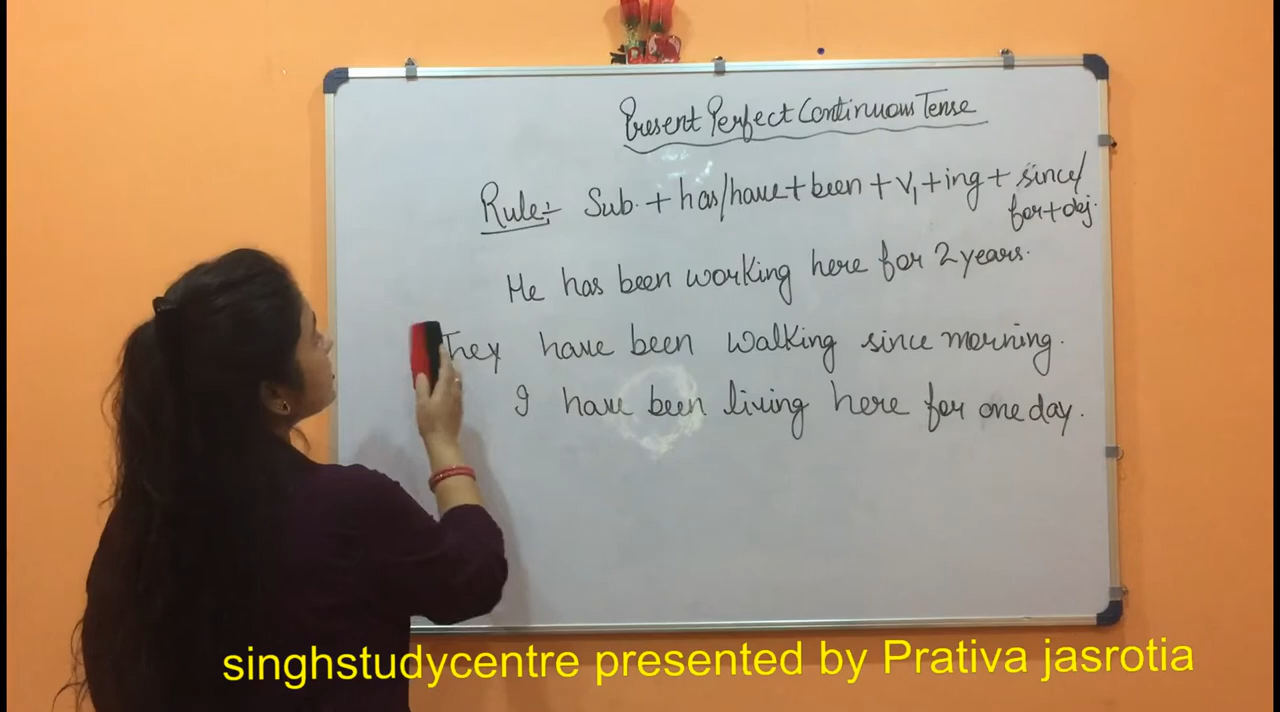 Present Perfect Continuous Tense
Rule:- Sub. + has/have + been + V₁ + ing + since/
for + obj.
He has been working here for 2 years.
They have been walking since morning.
I have been living here for one day.
singhstudycentre presented by Prativa jasrotia